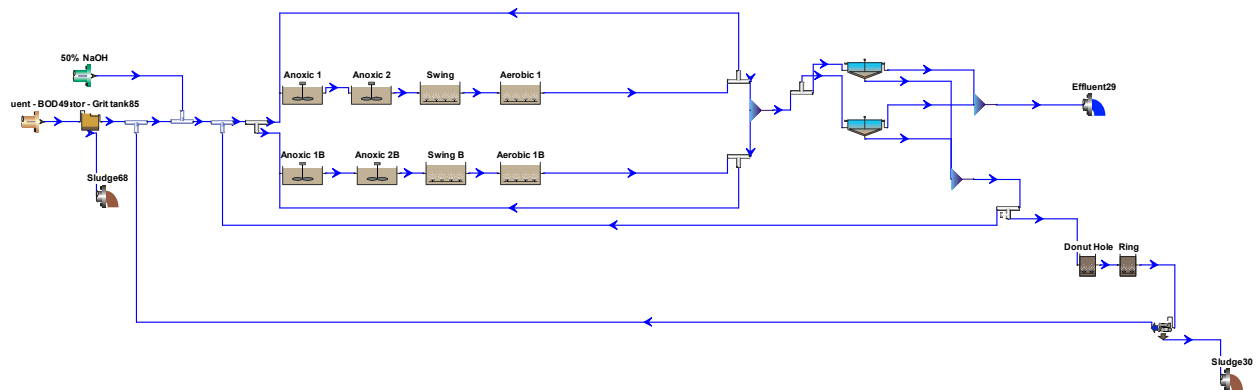 50% NaOH
Anoxic 1
Anoxic 2
Swing
Aerobic 1
Effluent29
uent - BOD49stor - Grit tank85
Anoxic 1B
Anoxic 2B
Swing B
Aerobic 1B
Sludge68
Donut Hole
Ring
Sludge30